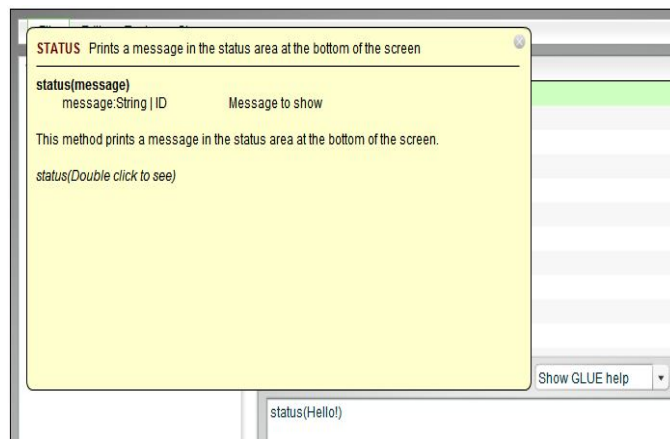 STATUS Prints a message in the status area at the bottom of the screen
status(message)
message:String | ID Message to show
This method prints a message in the status area at the bottom of the screen.
status(Double click to see)
Show GLUE help
status(Hello!)